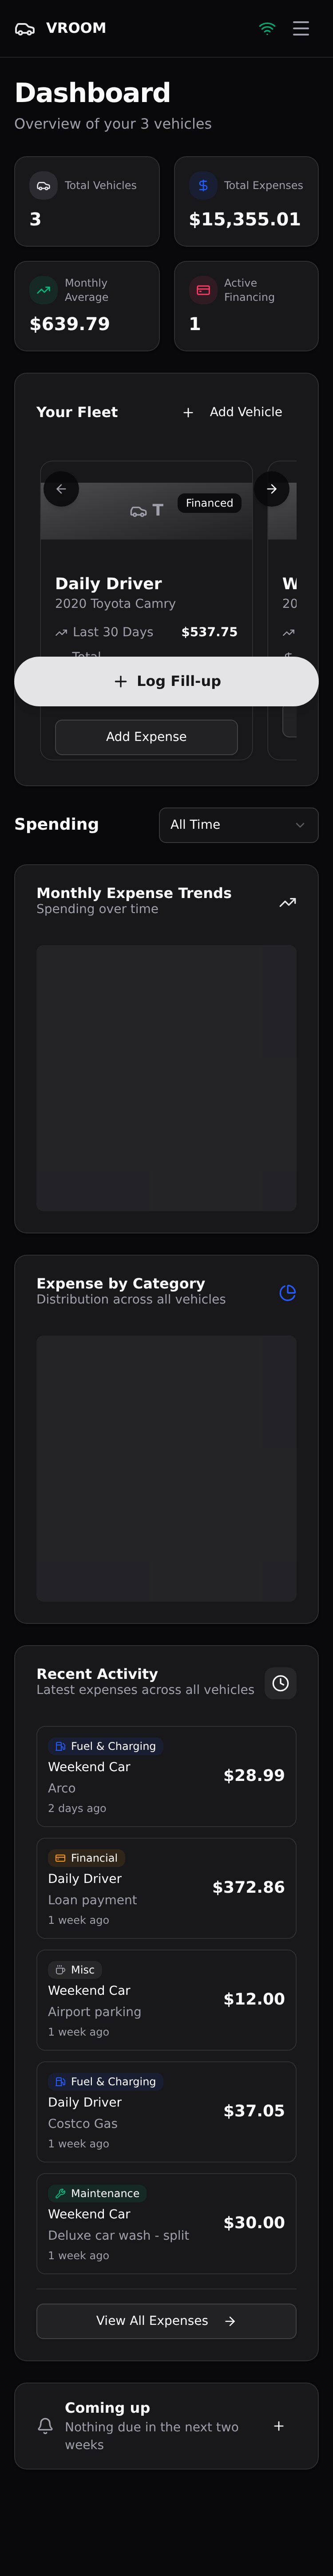 VROOM
Dashboard
Overview of your 3 vehicles
Total Vehicles
3
Total Expenses
$15,355.01
Monthly
Average
$639.79
Active
Financing
1
Your Fleet
+ Add Vehicle
T
Financed
Daily Driver
2020 Toyota Camry
Last 30 Days $537.75
W
20
Total
+ Log Fill-up
Add Expense
Spending
All Time
Monthly Expense Trends
Spending over time
Expense by Category
Distribution across all vehicles
Recent Activity
Latest expenses across all vehicles
Fuel & Charging
Weekend Car
Arco
2 days ago
$28.99
Financial
Daily Driver
Loan payment
1 week ago
$372.86
Misc
Weekend Car
Airport parking
1 week ago
$12.00
Fuel & Charging
Daily Driver
Costco Gas
1 week ago
$37.05
Maintenance
Weekend Car
Deluxe car wash - split
1 week ago
$30.00
View All Expenses
Coming up
Nothing due in the next two
weeks